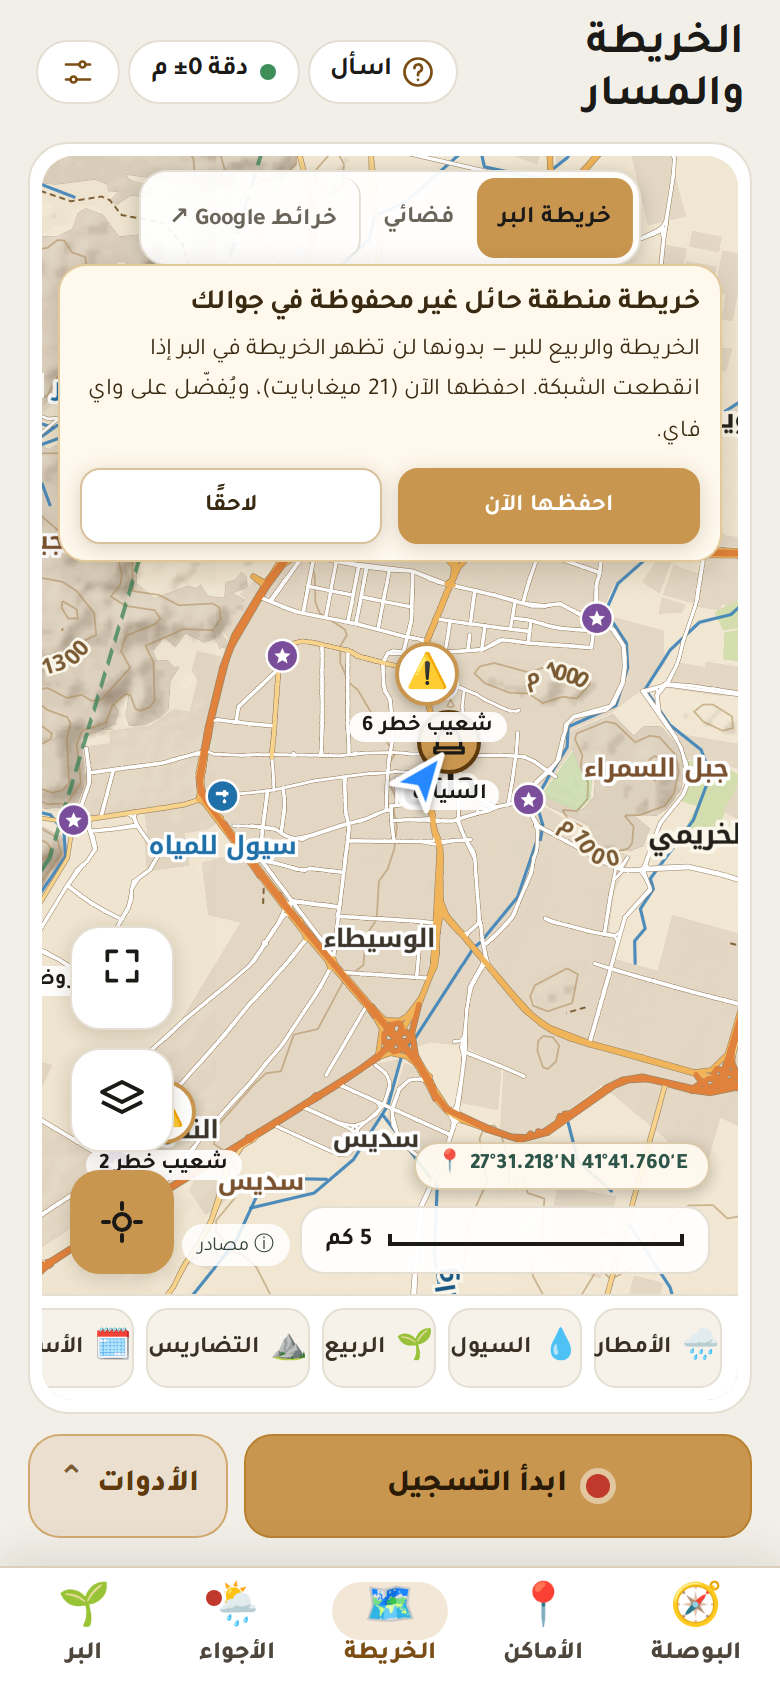 الخريطة والمسار
اسأل
دقة ±0 م
خريطة البر
فضائي
خرائط Google ↗
خريطة منطقة حائل غير محفوظة في جوالك
الخريطة والربيع للبر – بدونها لن تظهر الخريطة في البر إذا
انقطعت الشبكة. احفظها الآن (21 ميغابايت)، ويُفضّل على واي
فاي.
احفظها الآن
لاحقًا
1300
1000 م
شعيب خطر 6
جبل السمراء
سيول للمياه
1000 م
الخريمي
الوسيطاء
سديس
شعيب خطر 2
سديس
📍 27°31.218'N 41°41.760'E
5 كم
ⓘ مصادر
الأمطار
السيول
الربيع
التضاريس
ابدأ التسجيل
الأدوات
البوصلة
الأماكن
الخريطة
الأجواء
البر